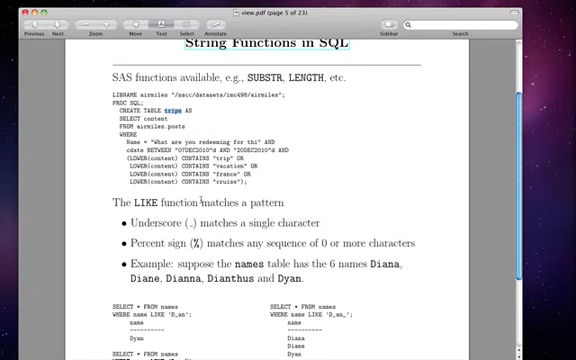 view.pdf (page 5 of 23)
Previous Next Zoom Move Text Select Annotate Sidebar Search
String Functions in SQL
SAS functions available, e.g., SUBSTR, LENGTH, etc.
LIBNAME airmiles "/sscc/datasets/imc498/airmiles";
PROC SQL;
CREATE TABLE trips AS
SELECT content
FROM airmiles.posts
WHERE
Name = "What are you redeeming for thi" AND
cdate BETWEEN "07DEC2010"d AND "20DEC2010"d AND
(LOWER(content) CONTAINS "trip" OR
LOWER(content) CONTAINS "vacation" OR
LOWER(content) CONTAINS "france" OR
LOWER(content) CONTAINS "cruise");
The LIKE function matches a pattern
• Underscore (_) matches a single character
• Percent sign (%) matches any sequence of 0 or more characters
• Example: suppose the names table has the 6 names Diana,
Diane, Dianna, Dianthus and Dyan.
SELECT * FROM names
WHERE name LIKE 'D_an';
name
----------
Dyan
SELECT * FROM names
SELECT * FROM names
WHERE name LIKE 'D_an_';
name
----------
Diana
Diane
Dyan